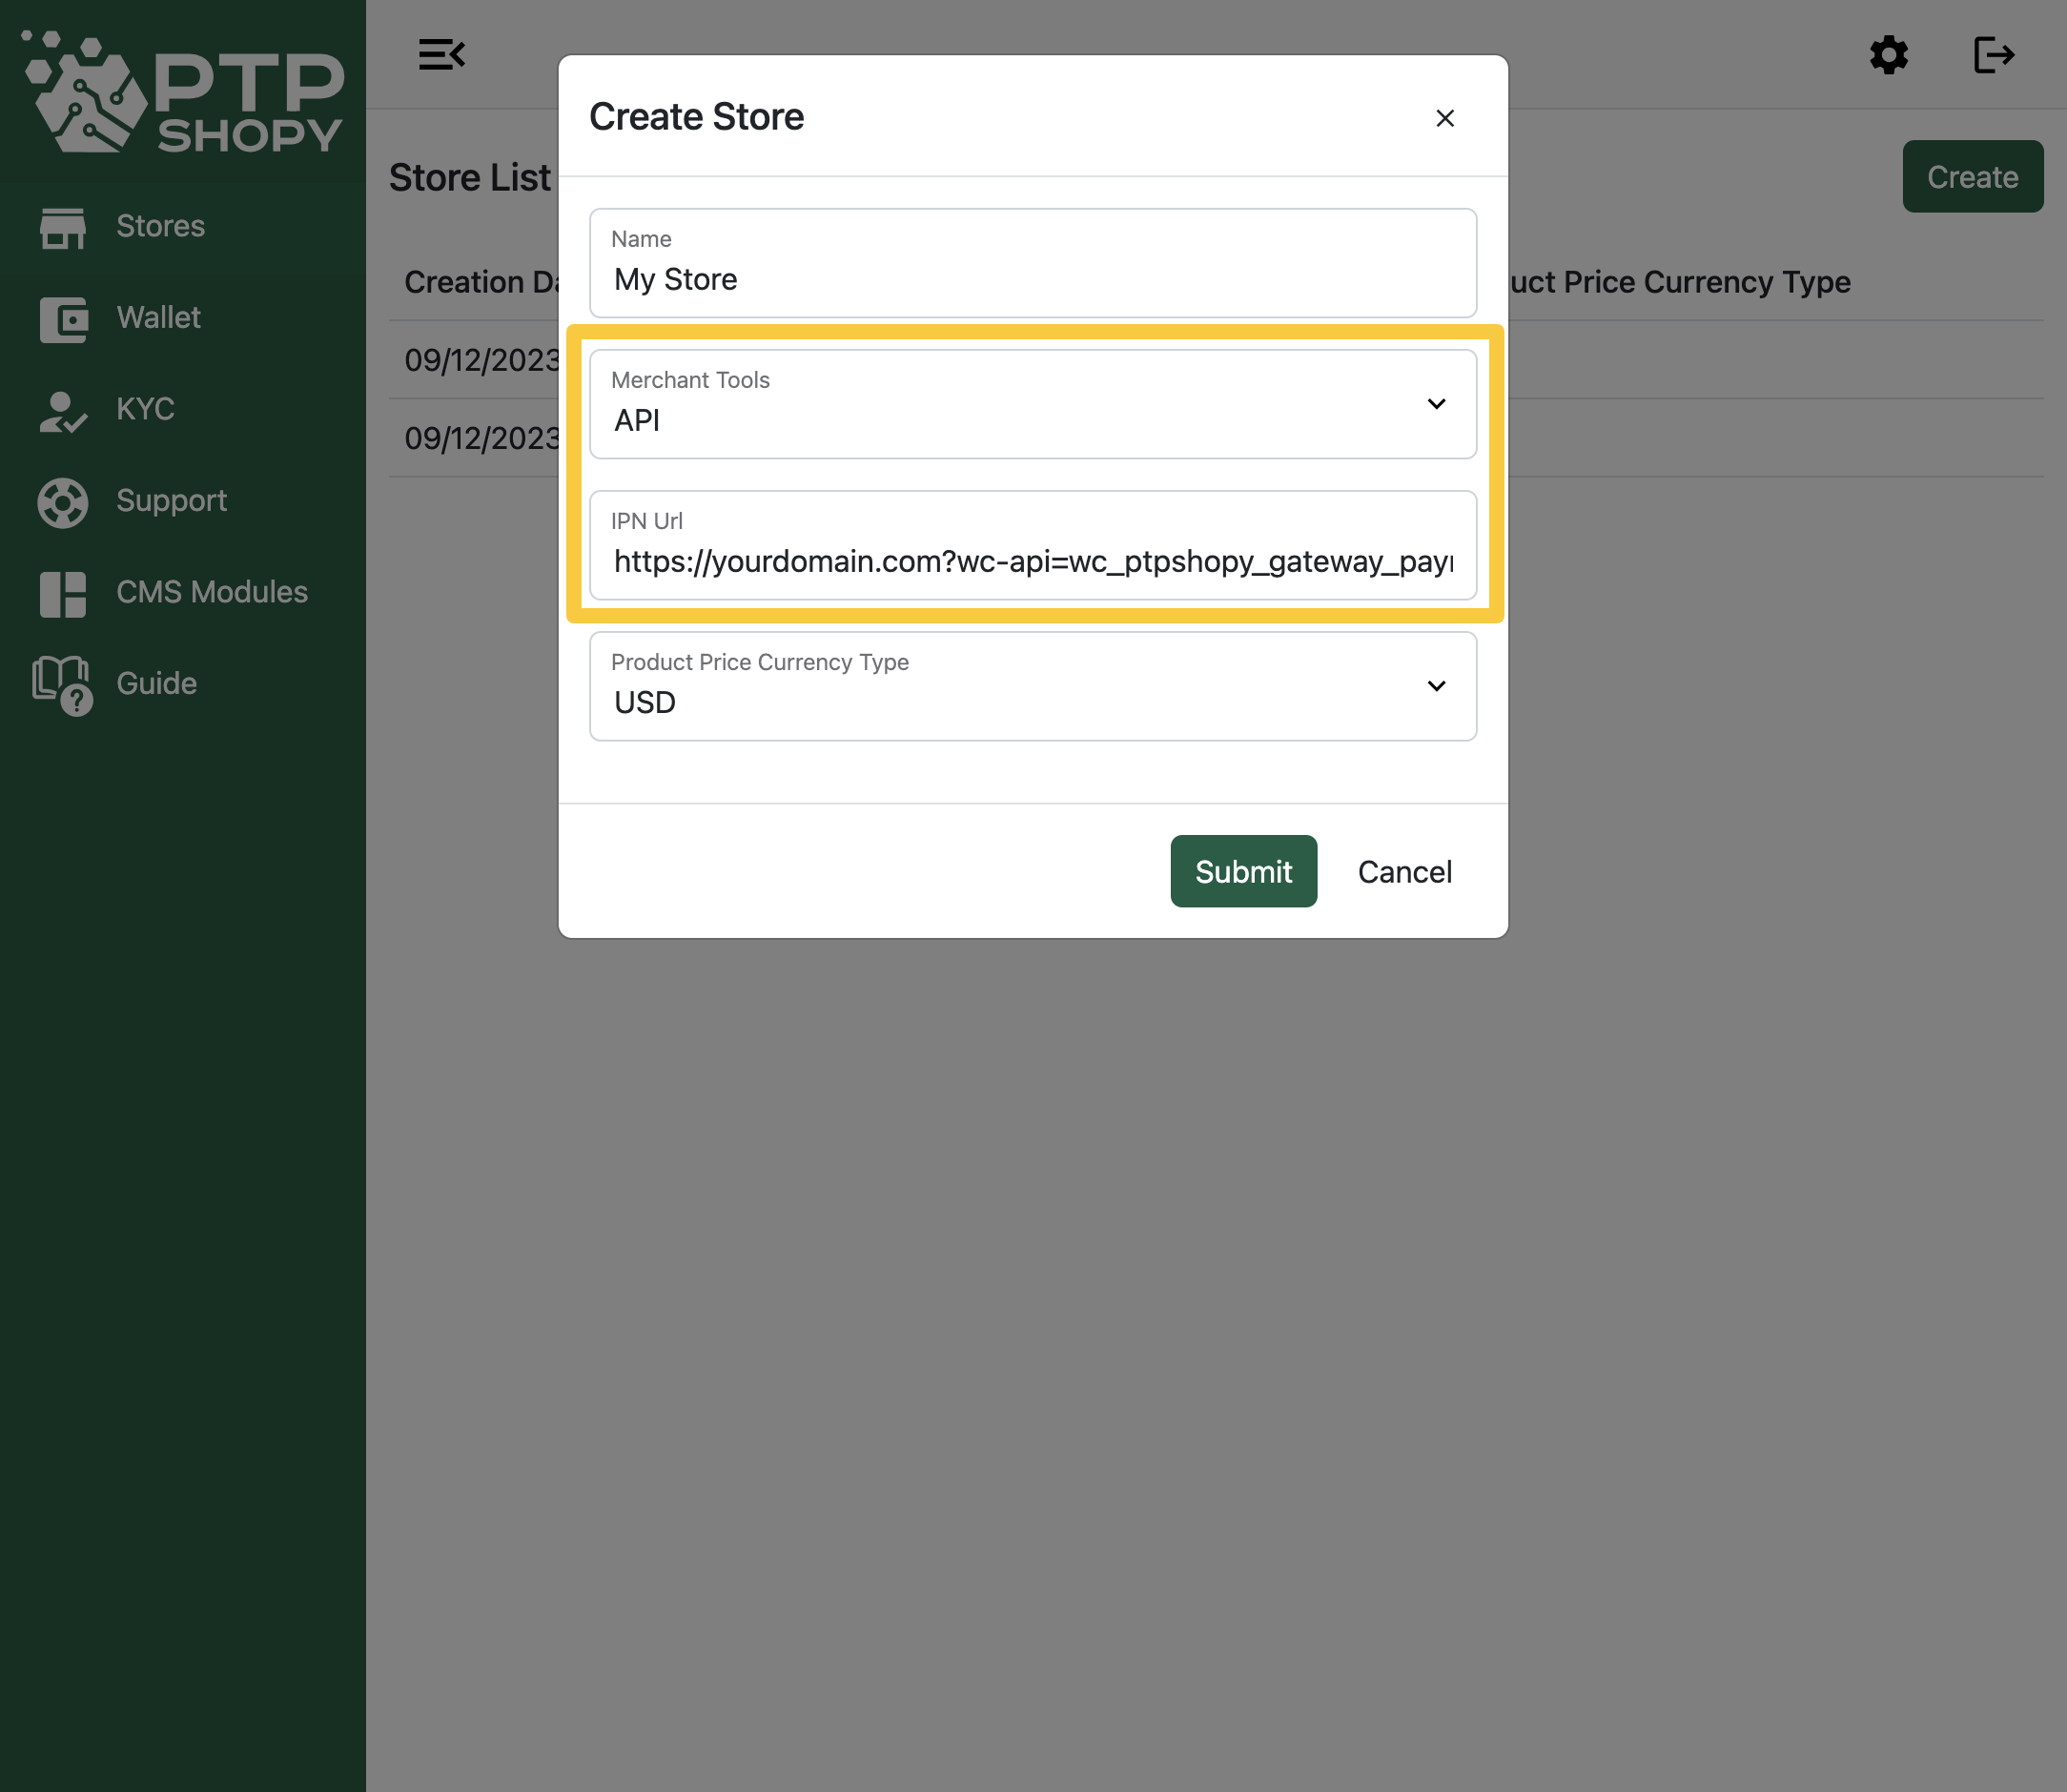 PTP
SHOPY
Stores
Wallet
KYC
Support
CMS Modules
Guide
Store List
Create
Creation
uct Price Currency Type
09/12/2023
09/12/2023
Create Store
Name
My Store
Merchant Tools
API
IPN Url
https://yourdomain.com?wc-api=wc_ptpshopy_gateway_payr
Product Price Currency Type
USD
Submit
Cancel